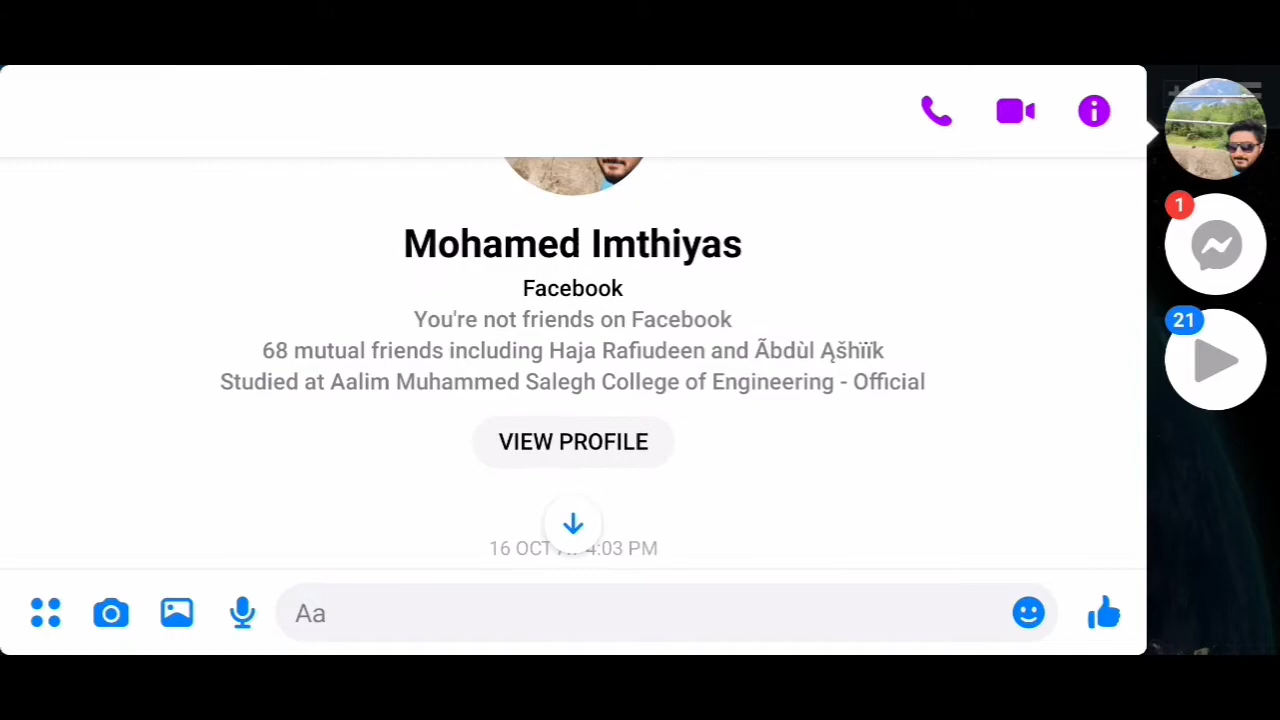 Mohamed Imthiyas
1
Facebook
You're not friends on Facebook
21
68 mutual friends including Haja Rafiudeen and Ãbdùl Ąšhïïk
Studied at Aalim Muhammed Salegh College of Engineering - Official
VIEW PROFILE
16 OCT 4:03 PM
Aa